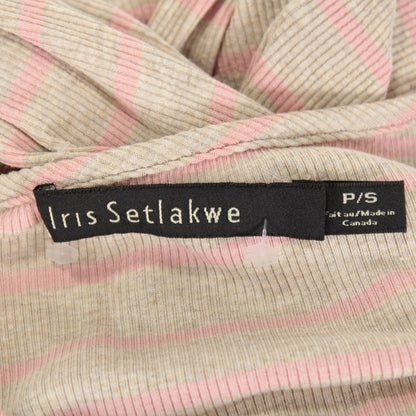 Iris Setlakwe
P/S
Fait au/Made in
Canada